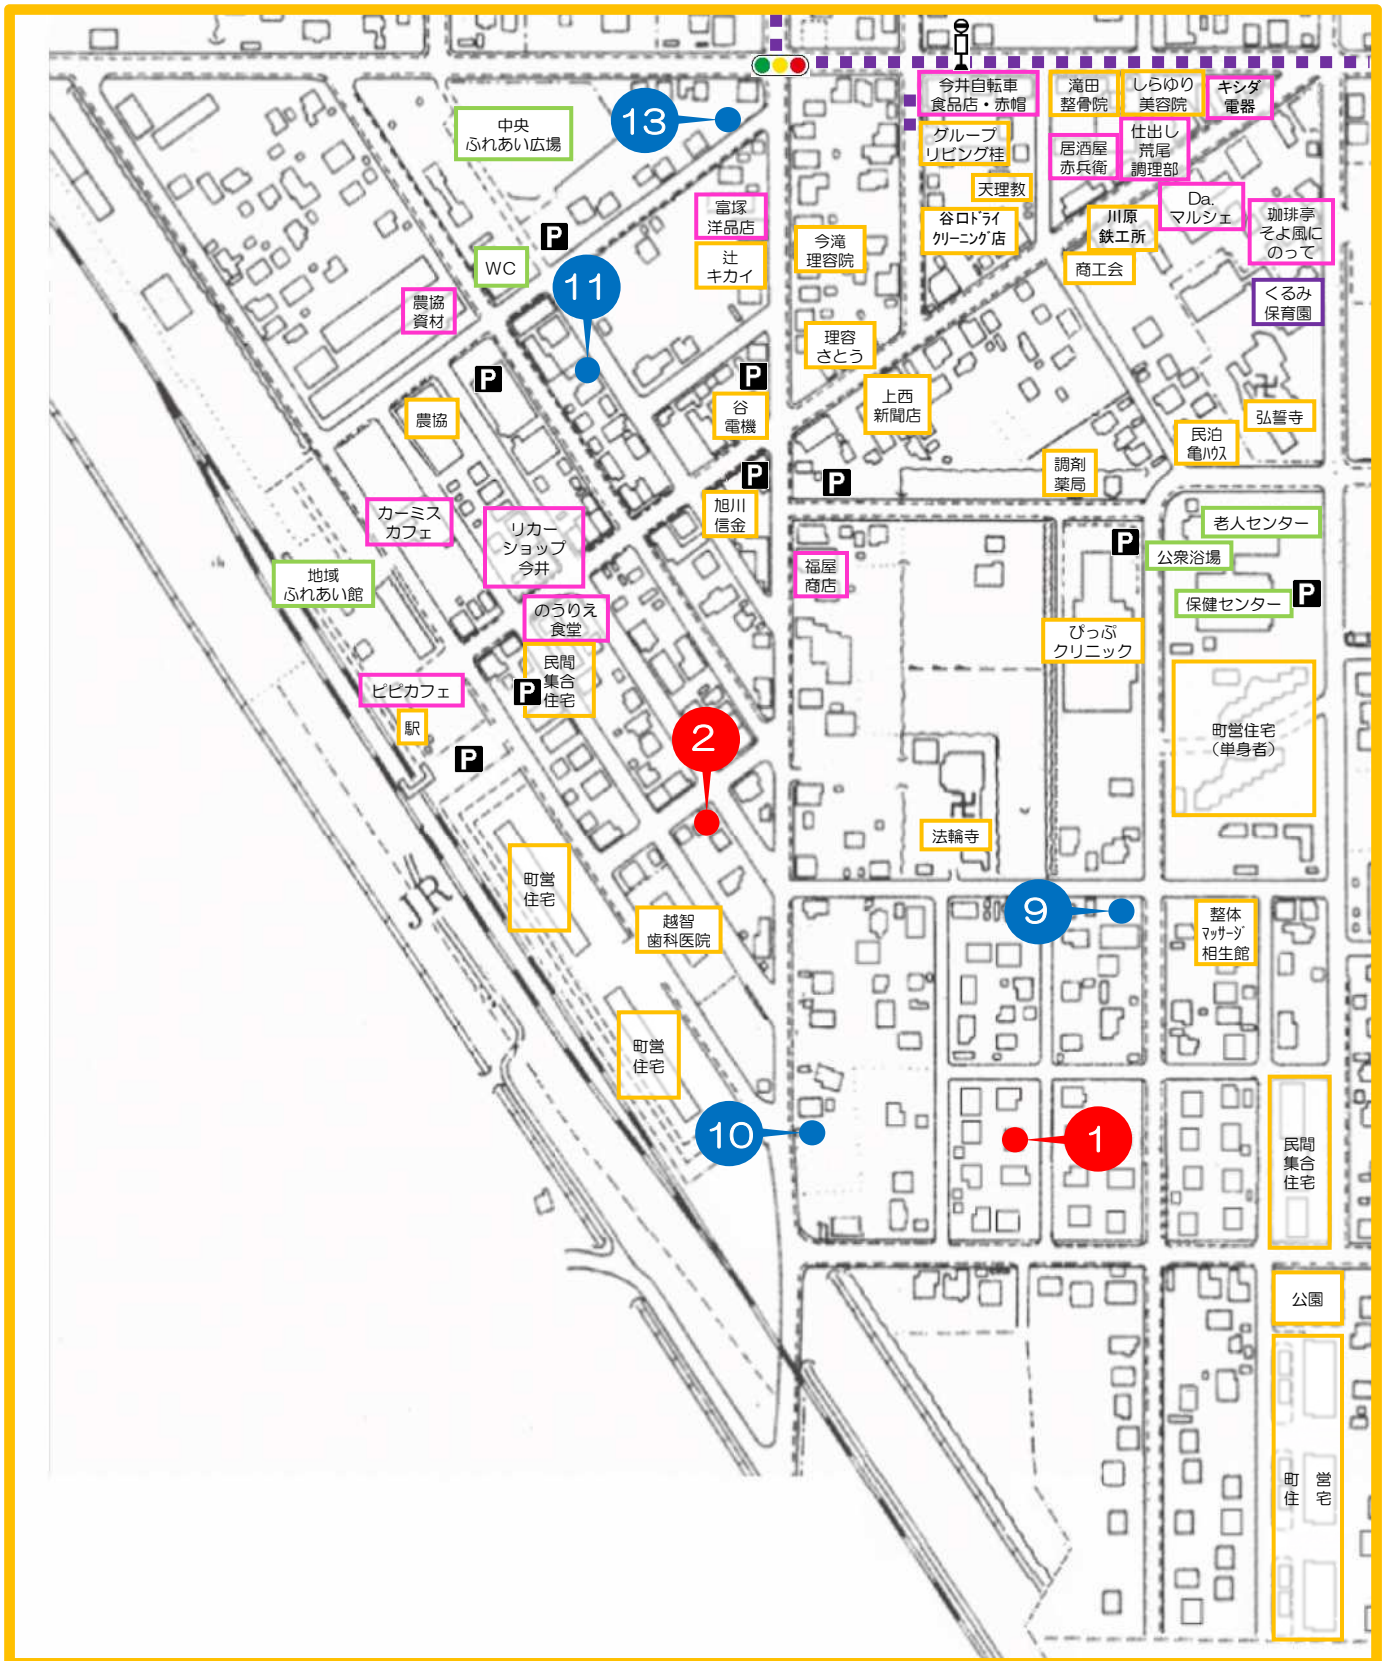 今井自転車
食品店・赤帽
滝田
整骨院
しらゆり
美容院
キシダ
電器
13
中央
ふれあい広場
グループ
リビング桂
居酒屋
赤兵衛
仕出し
荒尾
調理部
天理教
富塚
洋品店
谷口ドライ
クリーニング店
川原
鉄工所
Da.
マルシェ
珈琲亭
そよ風に
のって
P
今滝
理容院
辻
キカイ
WC
商工会
11
農協
資材
くるみ
保育園
理容
さとう
P
P
農協
谷
電機
上西
新聞店
弘誓寺
民泊
亀ハウス
P
P
調剤
薬局
カーミス
カフェ
リカー
ショップ
今井
旭川
信金
老人センター
P
公衆浴場
地域
ふれあい館
福屋
商店
P
保健センター
のうりえ
食堂
ぴっぷ
クリニック
民間
集合
住宅
P
ピピカフェ
駅
2
町営住宅
(単身者)
P
法輪寺
JR
町営
住宅
9
越智
歯科医院
整体
マッサージ
相生館
町営
住宅
10
1
民間
集合
住宅
公園
町営
住宅